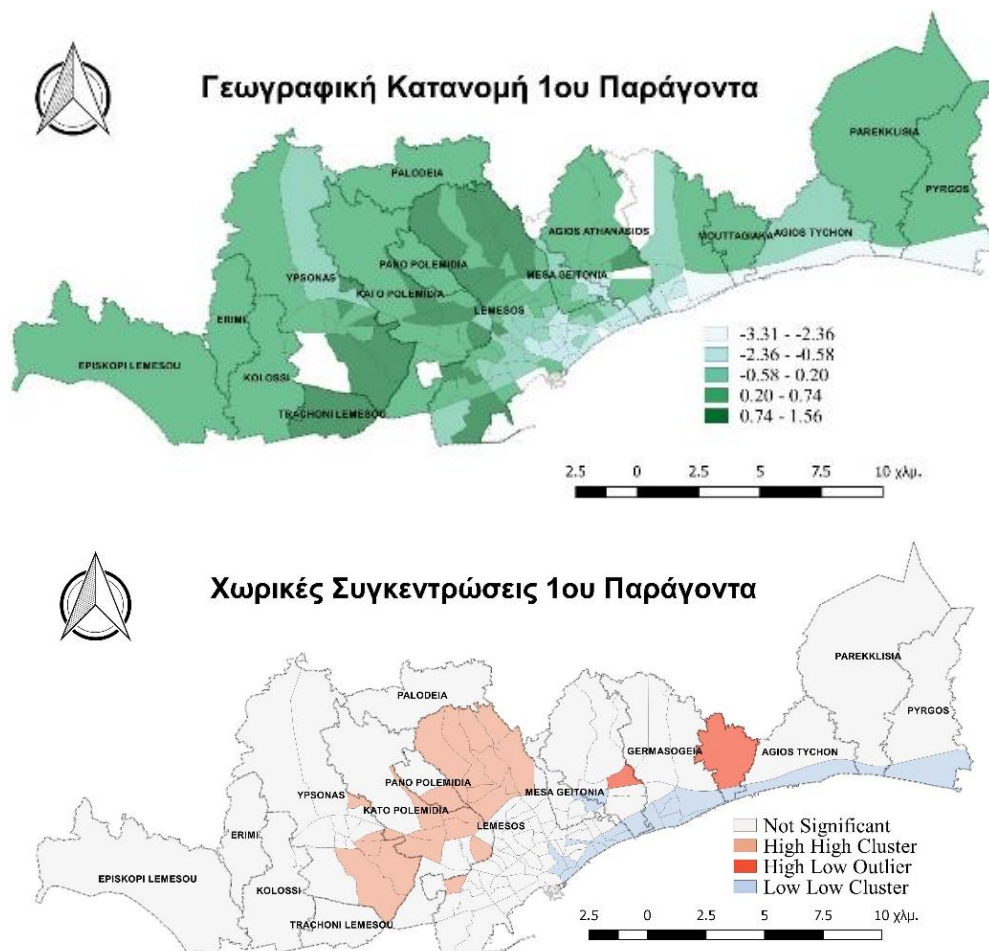 Γεωγραφική Κατανομή 1ου Παράγοντα
PAREKKLISIA
PALODEIA
PYRGOS
AGIOS ATHANASIOS
MOUTTAGIAKA
AGIOS TYCHON
PANO POLEMIDIA
MESA GEITONIA
YPSONAS
KATO POLEMIDIA
LEMESOS
ERIMI
EPISKOPI LEMESOU
KOLOSSI
TRACHONI LEMESOU
-3.31 - -2.36
-2.36 - -0.58
-0.58 - 0.20
0.20 - 0.74
0.74 - 1.56
2.5 0 2.5 5 7.5 10 χλμ.
Χωρικές Συγκεντρώσεις 1ου Παράγοντα
PAREKKLISIA
PALODEIA
PYRGOS
GERMASOGEIA
AGIOS TYCHON
PANO POLEMIDIA
MESA GEITONIA
YPSONAS
KATO POLEMIDIA
LEMESOS
ERIMI
EPISKOPI LEMESOU
KOLOSSI
TRACHONI LEMESOU
Not Significant
High High Cluster
High Low Outlier
Low Low Cluster
2.5 0 2.5 5 7.5 10 χλμ.